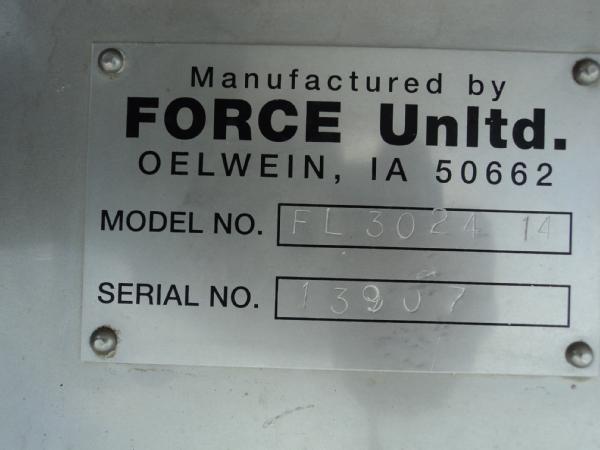 Manufactured by
FORCE Unltd.
OELWEIN, IA 50662
MODEL NO. FL 3024 14
SERIAL NO. 13907